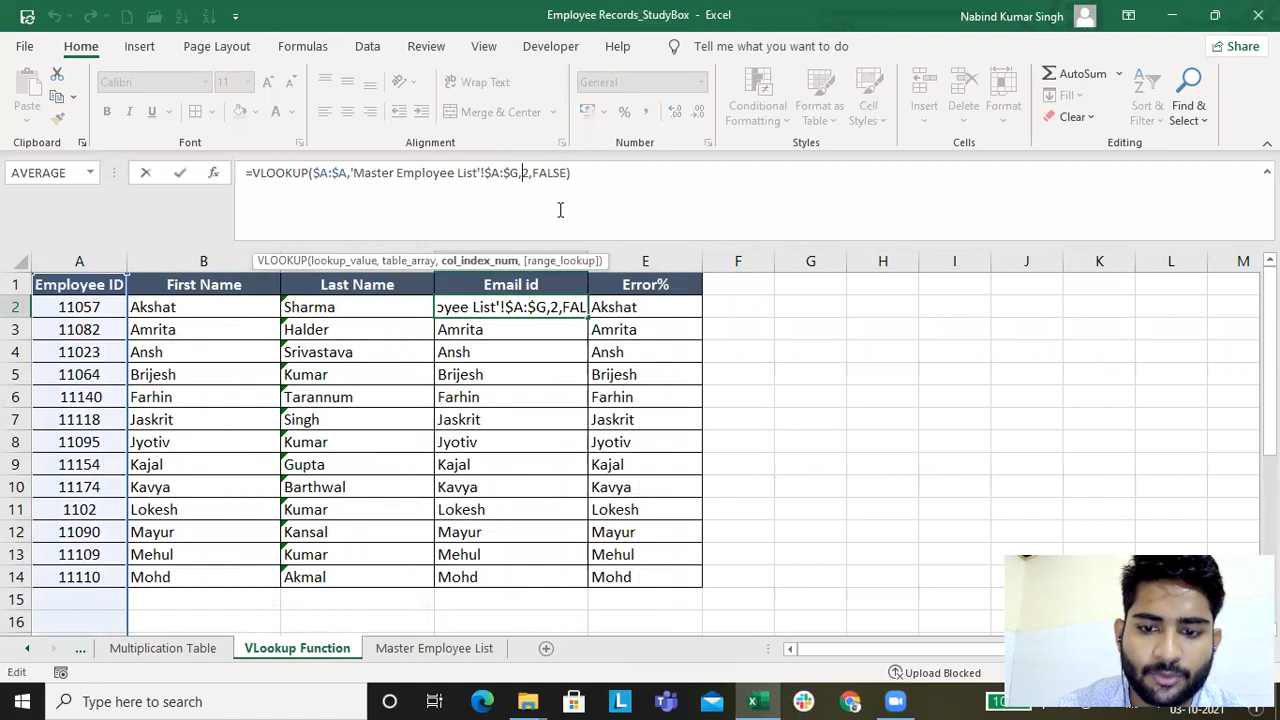 Employee Records_StudyBox - Excel
Nabind Kumar Singh
File Home Insert Page Layout Formulas Data Review View Developer Help Tell me what you want to do Share
Paste Calibri 11 Wrap Text General Conditional Formatting Format as Table Cell Styles Insert Delete Format AutoSum Fill Clear Sort & Filter Find & Select
B I U Merge & Center %
Clipboard Font Alignment Number Styles Cells Editing
AVERAGE fx =VLOOKUP($A:$A,'Master Employee List'!$A:$G,2,FALSE)
VLOOKUP(lookup_value, table_array, col_index_num, [range_lookup])
A B C D E F G H I J K L M
1 Employee ID First Name Last Name Email id Error%
2 11057 Akshat Sharma oyee List'!$A:$G,2,FAL Akshat
3 11082 Amrita Halder Amrita Amrita
4 11023 Ansh Srivastava Ansh Ansh
5 11064 Brijesh Kumar Brijesh Brijesh
6 11140 Farhin Tarannum Farhin Farhin
7 11118 Jaskrit Singh Jaskrit Jaskrit
8 11095 Jyotiv Kumar Jyotiv Jyotiv
9 11154 Kajal Gupta Kajal Kajal
10 11174 Kavya Barthwal Kavya Kavya
11 1102 Lokesh Kumar Lokesh Lokesh
12 11090 Mayur Kansal Mayur Mayur
13 11109 Mehul Kumar Mehul Mehul
14 11110 Mohd Akmal Mohd Mohd
15
16
... Multiplication Table VLookup Function Master Employee List
Edit Upload Blocked
Type here to search
03-10-2021